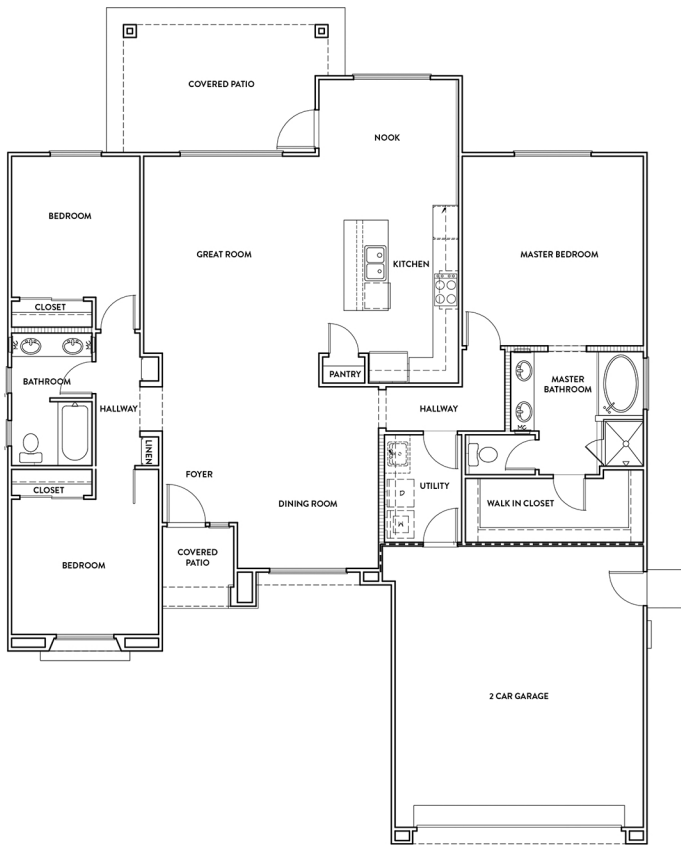 COVERED PATIO
NOOK
BEDROOM
GREAT ROOM
KITCHEN
MASTER BEDROOM
CLOSET
PANTRY
BATHROOM
MASTER
BATHROOM
HALLWAY
HALLWAY
MC
LINEN
FOYER
UTILITY
CLOSET
DINING ROOM
WALK IN CLOSET
D
W
COVERED
PATIO
BEDROOM
2 CAR GARAGE